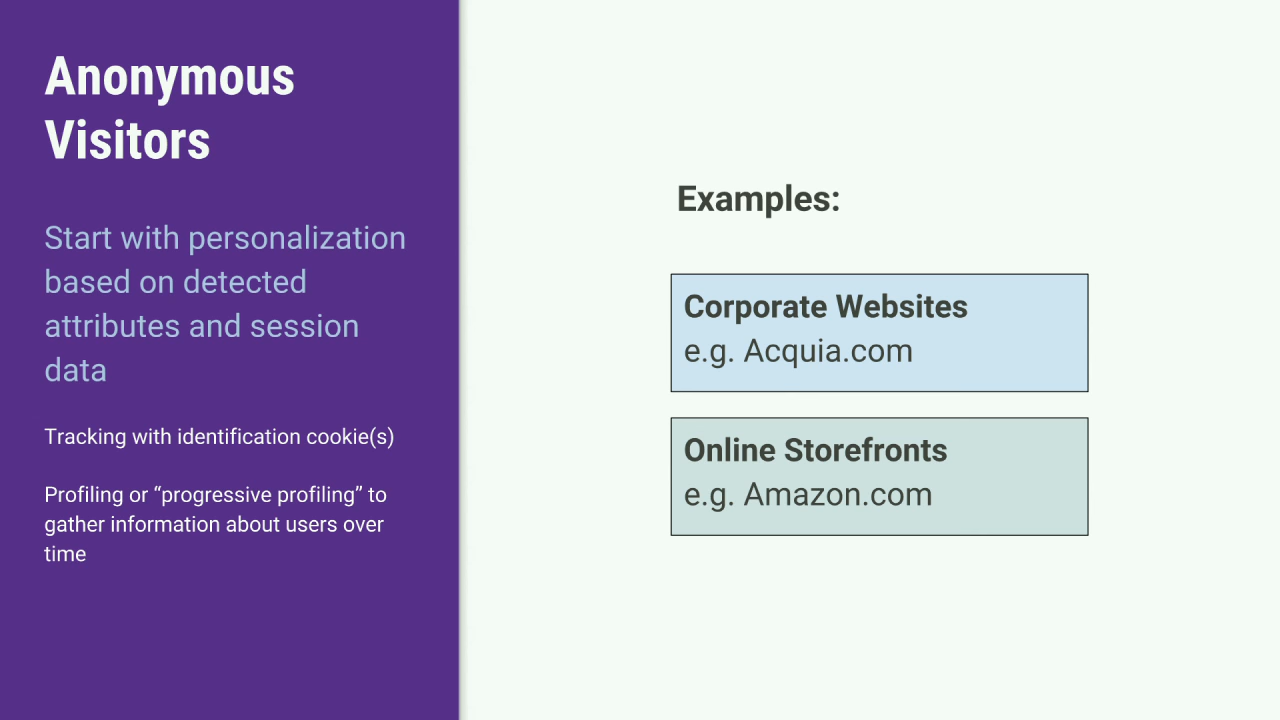 Anonymous
Visitors
Start with personalization
based on detected
attributes and session
data
Tracking with identification cookie(s)
Profiling or “progressive profiling” to
gather information about users over
time
Examples:
Corporate Websites
e.g. Acquia.com
Online Storefronts
e.g. Amazon.com